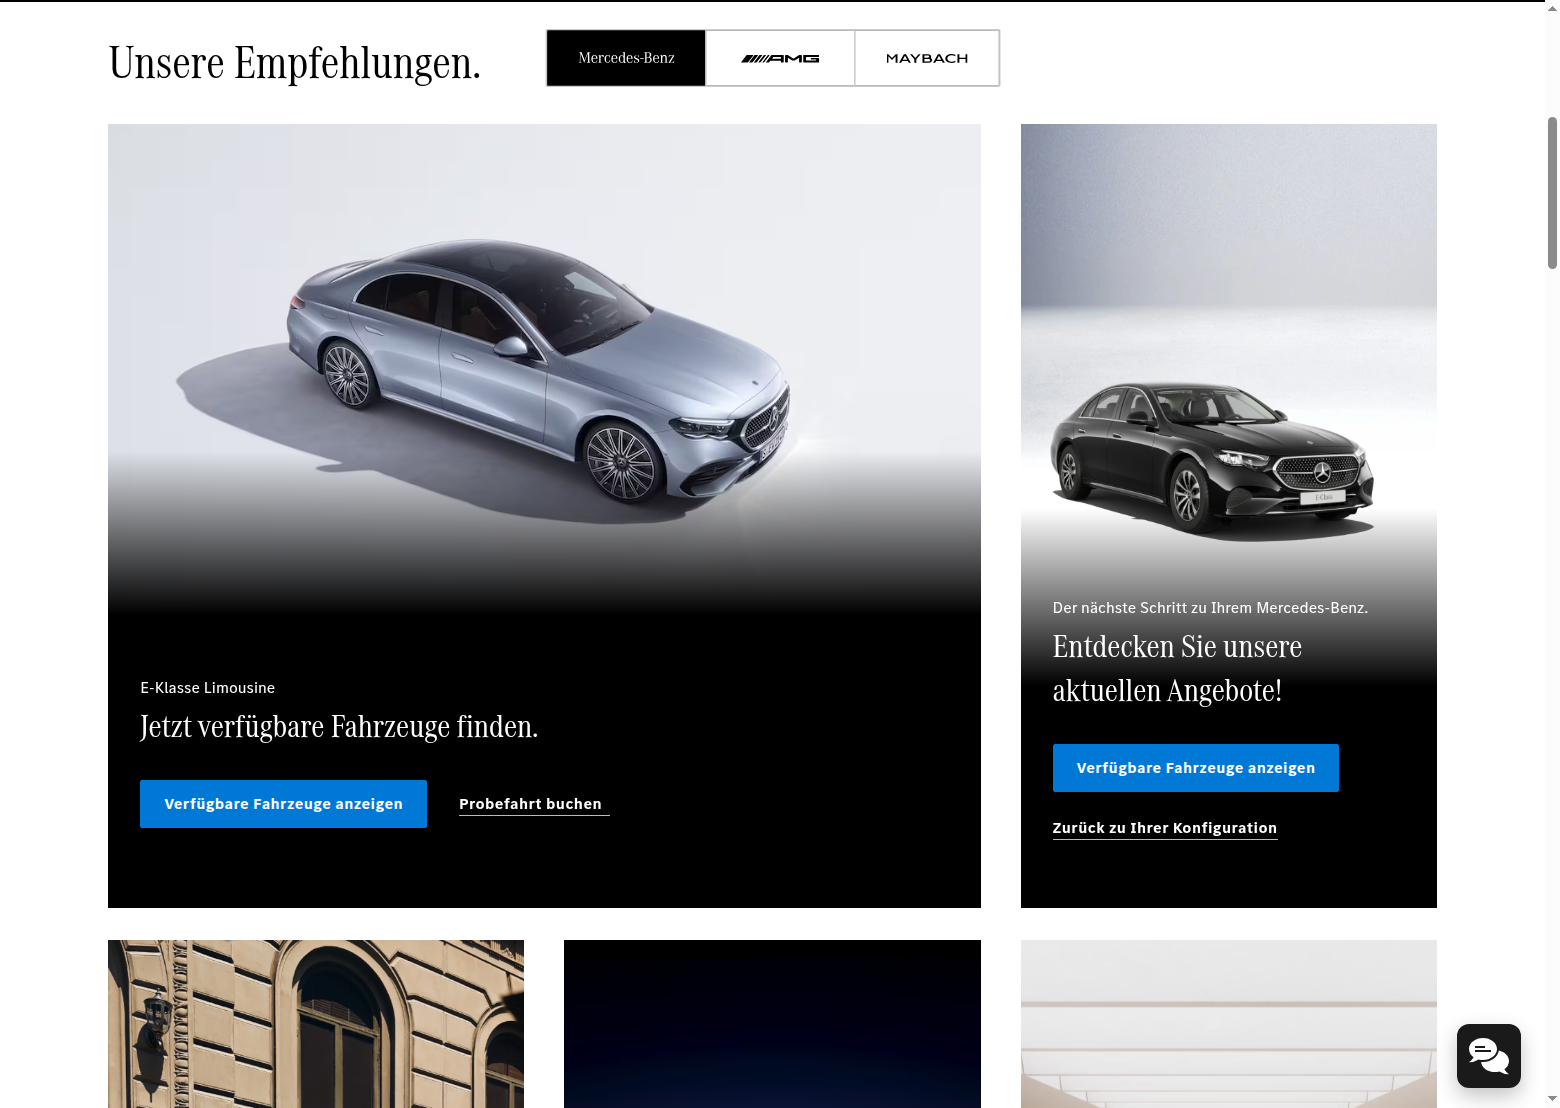 Unsere Empfehlungen.
Mercedes-Benz
AMG
MAYBACH
E-Klasse Limousine
Jetzt verfügbare Fahrzeuge finden.
Verfügbare Fahrzeuge anzeigen
Probefahrt buchen
E-Class
Der nächste Schritt zu Ihrem Mercedes-Benz.
Entdecken Sie unsere
aktuellen Angebote!
Verfügbare Fahrzeuge anzeigen
Zurück zu Ihrer Konfiguration